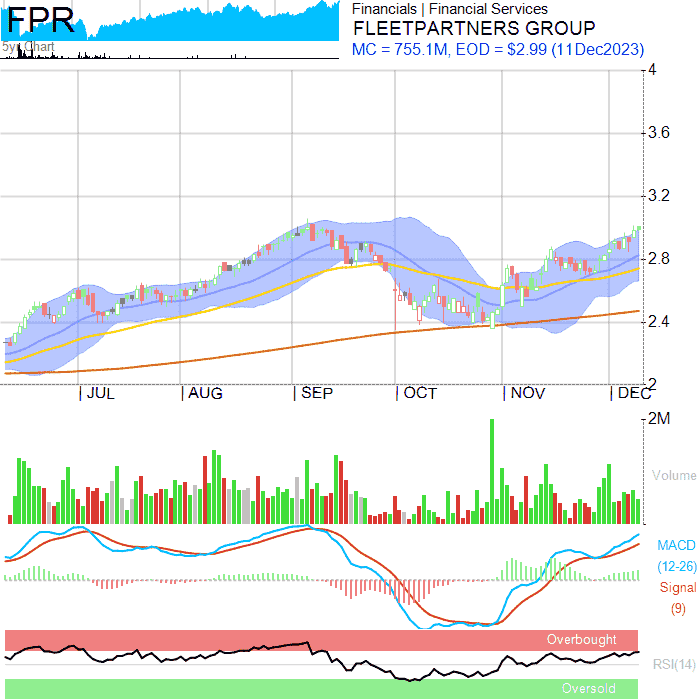 FPR
5yr Chart
Financials | Financial Services
FLEETPARTNERS GROUP
MC = 755.1M, EOD = $2.99 (11Dec2023)
4
3.6
3.2
2.8
2.4
2
JUL AUG SEP OCT NOV DEC
2M
Volume
MACD
(12-26)
Signal
(9)
Overbought
RSI(14)
Oversold